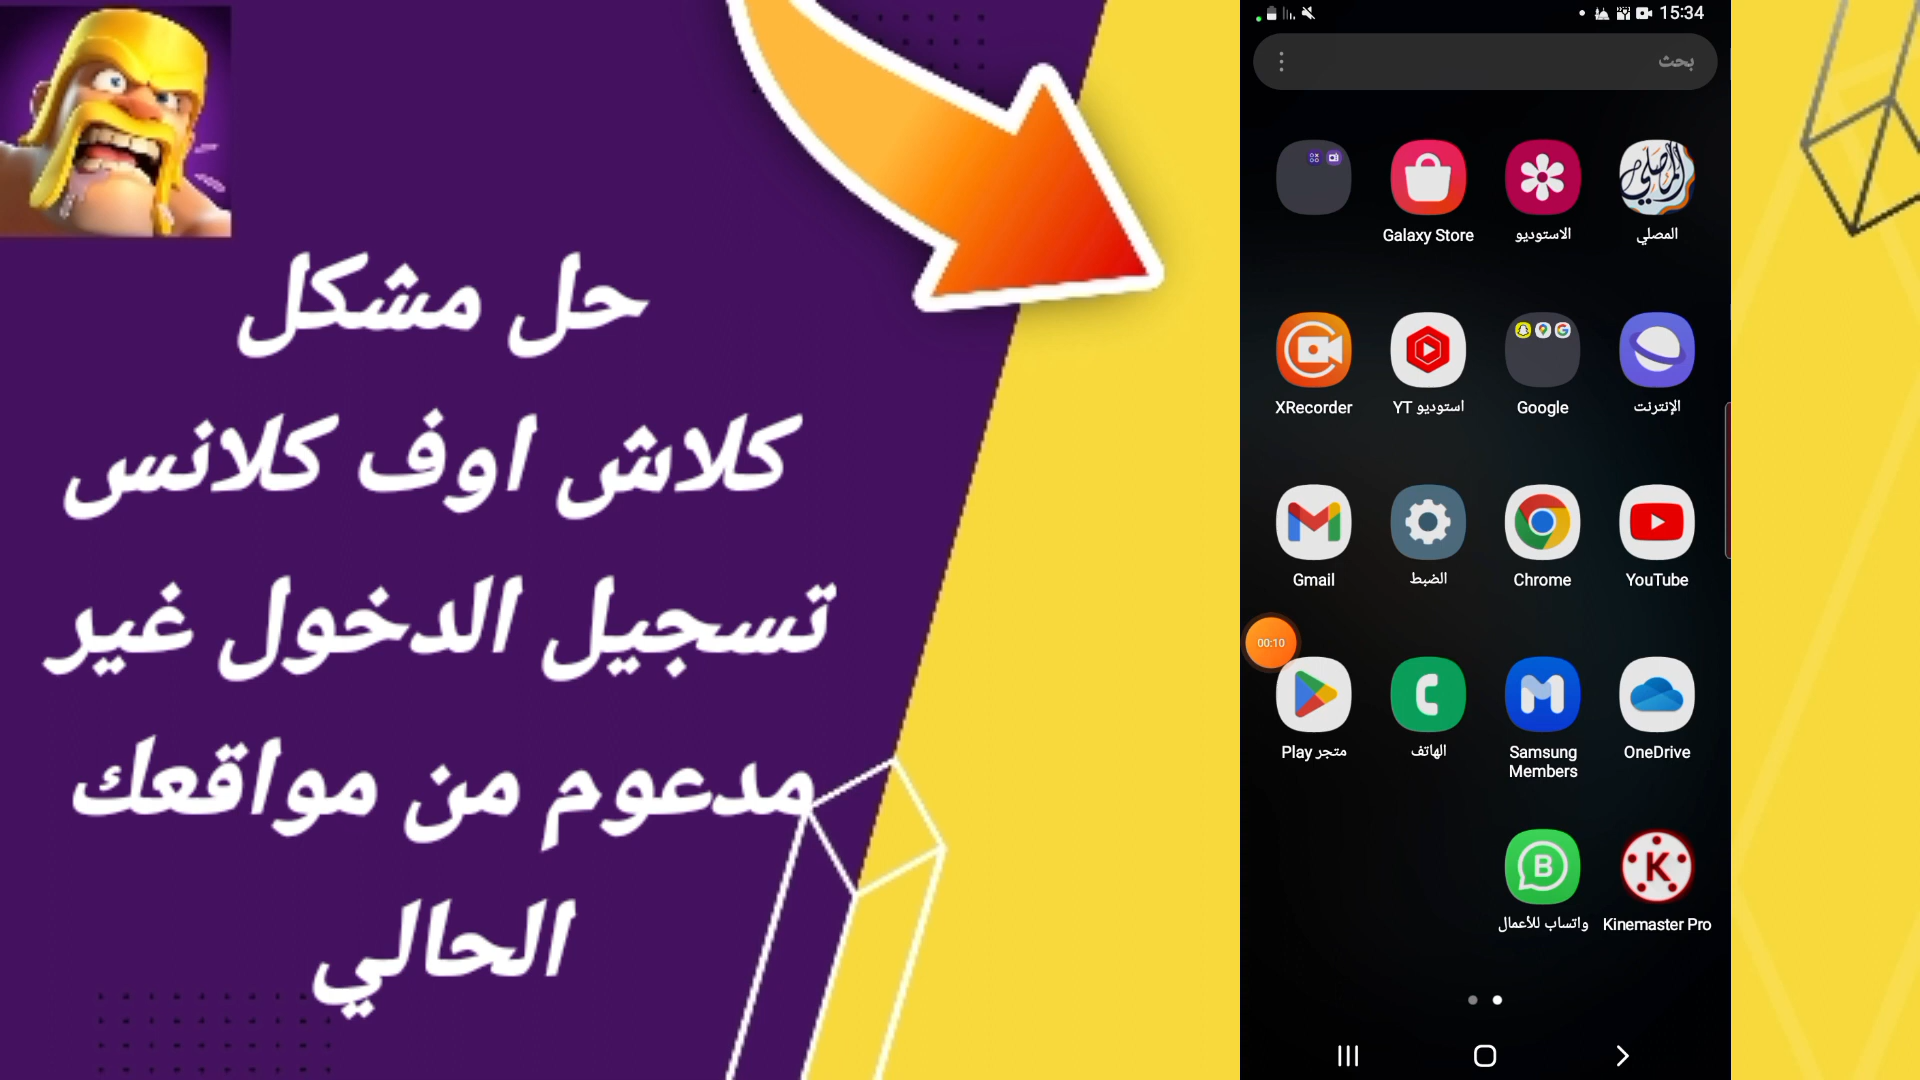 حل مشكل
كلاش اوف كلانس
تسجيل الدخول غير
مدعوم من مواقعك
الحالي
15:34
بحث
Galaxy Store
الاستوديو
المصلي
XRecorder
استوديو YT
Google
الإنترنت
Gmail
الضبط
Chrome
YouTube
00:10
متجر Play
الهاتف
Samsung
Members
OneDrive
واتساب للأعمال
Kinemaster Pro